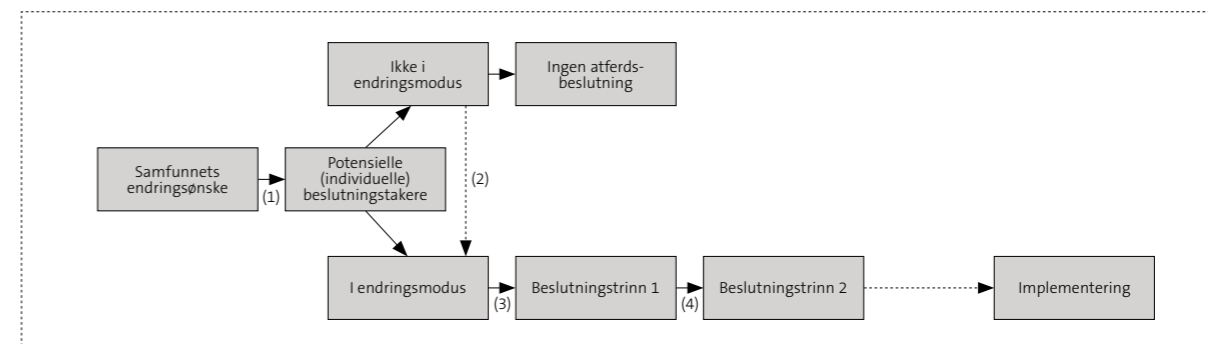 Ikke i
endringsmodus
Ingen atferds-
beslutning
Samfunnets
endringsønske
(1)
Potensielle
(individuelle)
beslutningstakere
(2)
I endringsmodus
(3)
Beslutningstrinn 1
(4)
Beslutningstrinn 2
Implementering